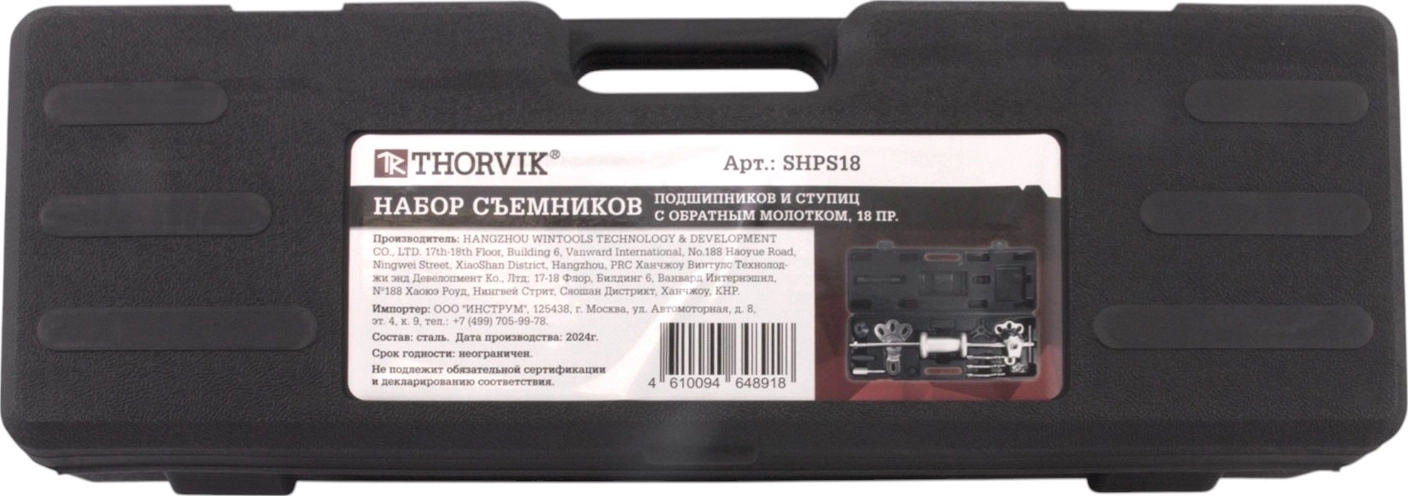 THORVIK®
Арт.: SHPS18
НАБОР СЪЕМНИКОВ
ПОДШИПНИКОВ И СТУПИЦ
С ОБРАТНЫМ МОЛОТКОМ, 18 ПР.
Производитель: HANGZHOU WINTOOLS TECHNOLOGY & DEVELOPMENT
CO., LTD. 17th-18th Floor, Building 6, Vanward International, No.188 Haoyue Road,
Ningwei Street, XiaoShan District, Hangzhou, PRC Ханчжоу Винтулс Технолод-
жи энд Девелопмент Ко., Лтд; 17-18 Флор, Билдинг 6, Ванвард Интернэшнл,
№188 Хаоюэ Роуд, Нингвей Стрит, Сяошан Дистрикт, Ханчжоу, КНР.
Импортер: ООО "ИНСТРУМ", 125438, г. Москва, ул. Автомоторная, д. 8,
эт. 4, к. 9, тел.: +7 (499) 705-99-78.
Состав: сталь. Дата производства: 2024г.
Срок годности: неограничен.
Не подлежит обязательной сертификации
и декларированию соответствия.
4 610094 648918